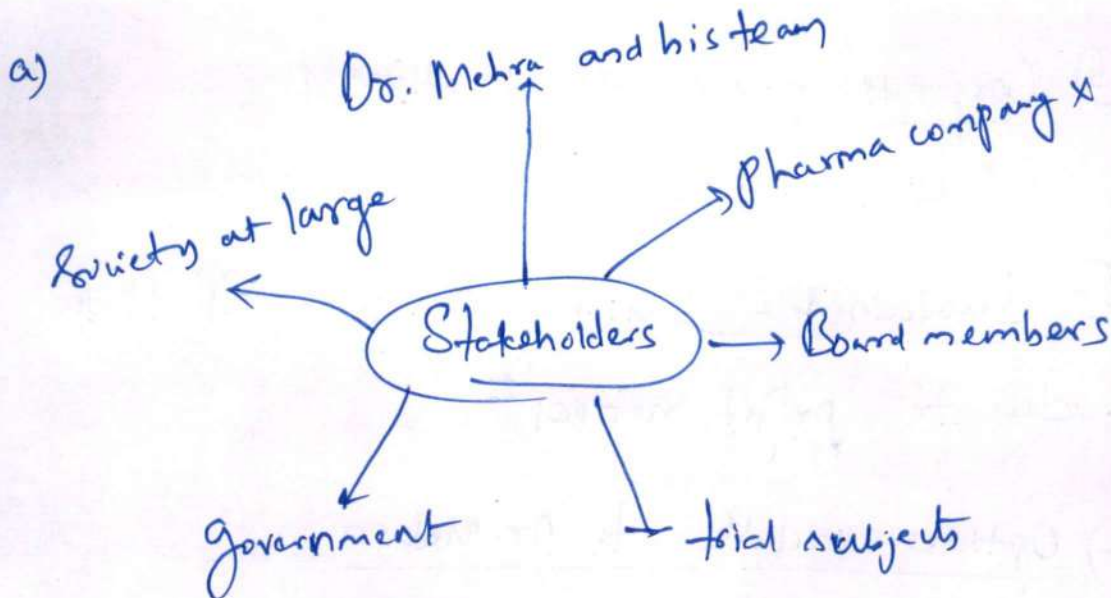 a)
Dr. Mehra and his team
Pharma company X
Society at large
Stakeholders
Board members
government
trial subjects